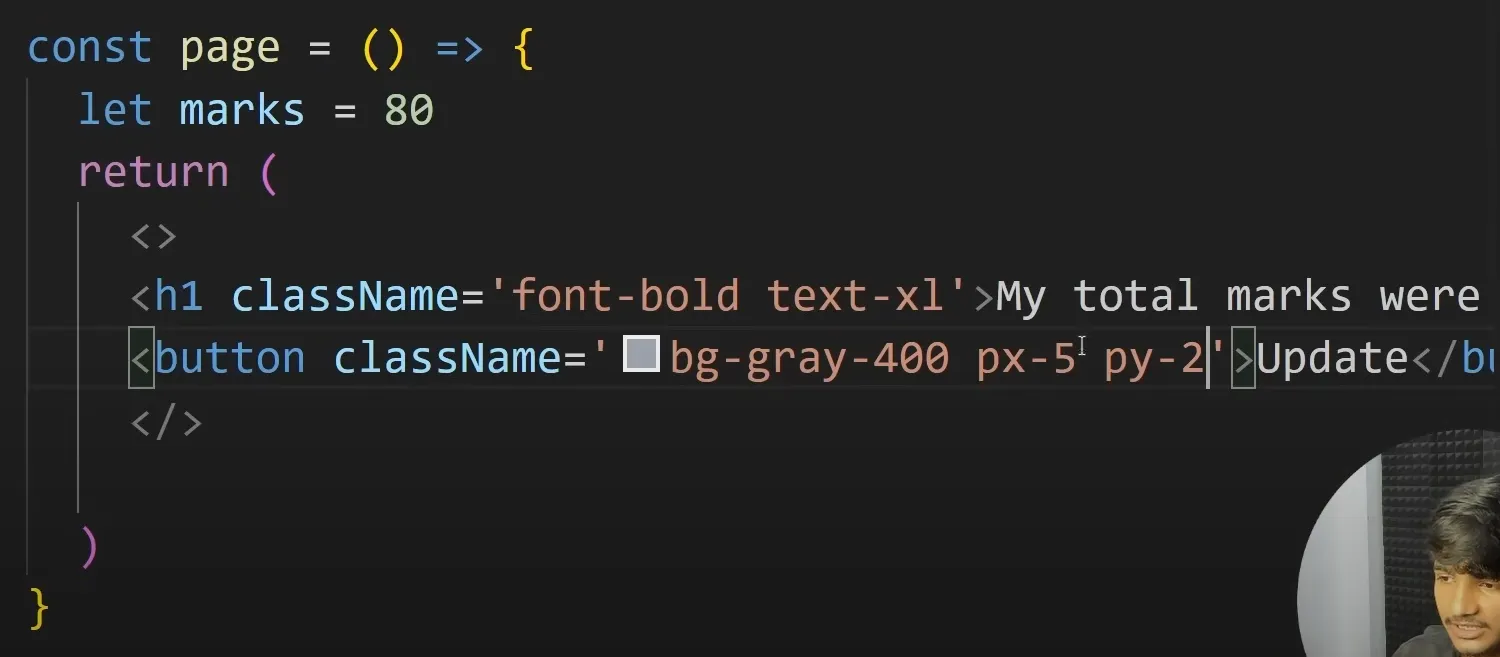 const page = () => {
let marks = 80
return (
<>
<h1 className='font-bold text-xl'>My total marks were
<button className='bg-gray-400 px-5 py-2'>Update</bu
</>
)
}